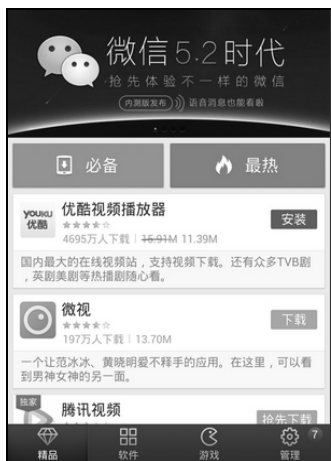 微信5.2时代
抢先体验不一样的微信
内测版发布 语音消息也能看啦
必备
最热
YOUKU
优酷
优酷视频播放器
安装
4695万人下载 | 15.91M 11.39M
国内最大的在线视频站，支持视频下载。还有众多TVB剧
，英剧美剧等热播剧随心看。
微视
下载
197万人下载 | 13.70M
一个让范冰冰、黄晓明爱不释手的应用。在这里，可以看
到男神女神的另一面。
独家
腾讯视频
抢先下载
精品
软件
游戏
管理
7